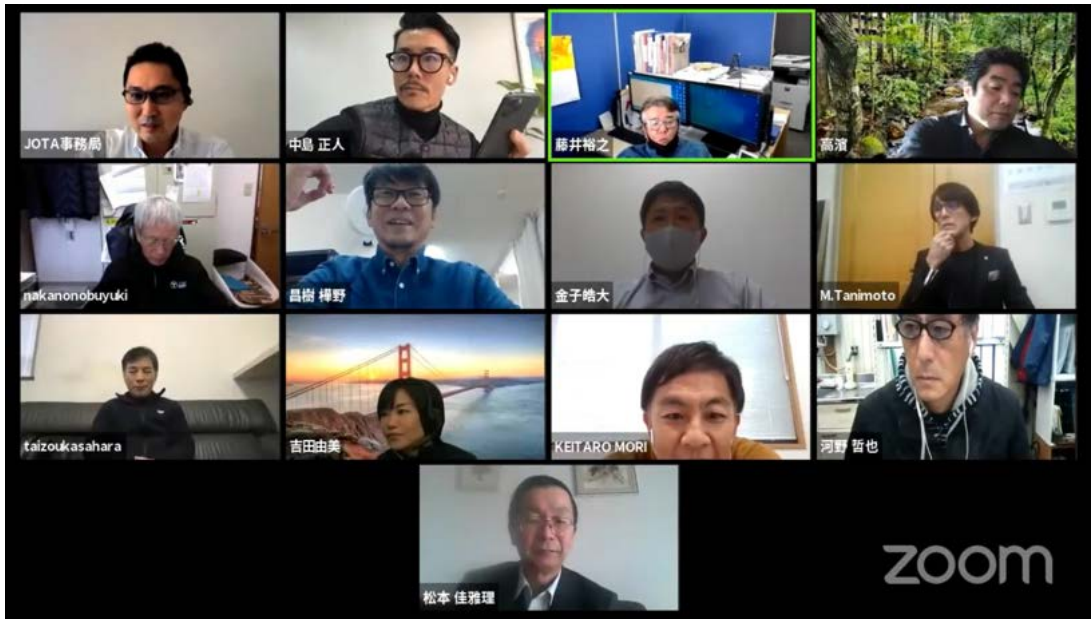 JOTA事務局
中島 正人
藤井裕之
高濱
nakanonobuyuki
昌樹 樺野
金子皓大
M.Tanimoto
taizoukasahara
吉田由美
KEITARO MORI
河野 哲也
松本 佳雅理
zoom